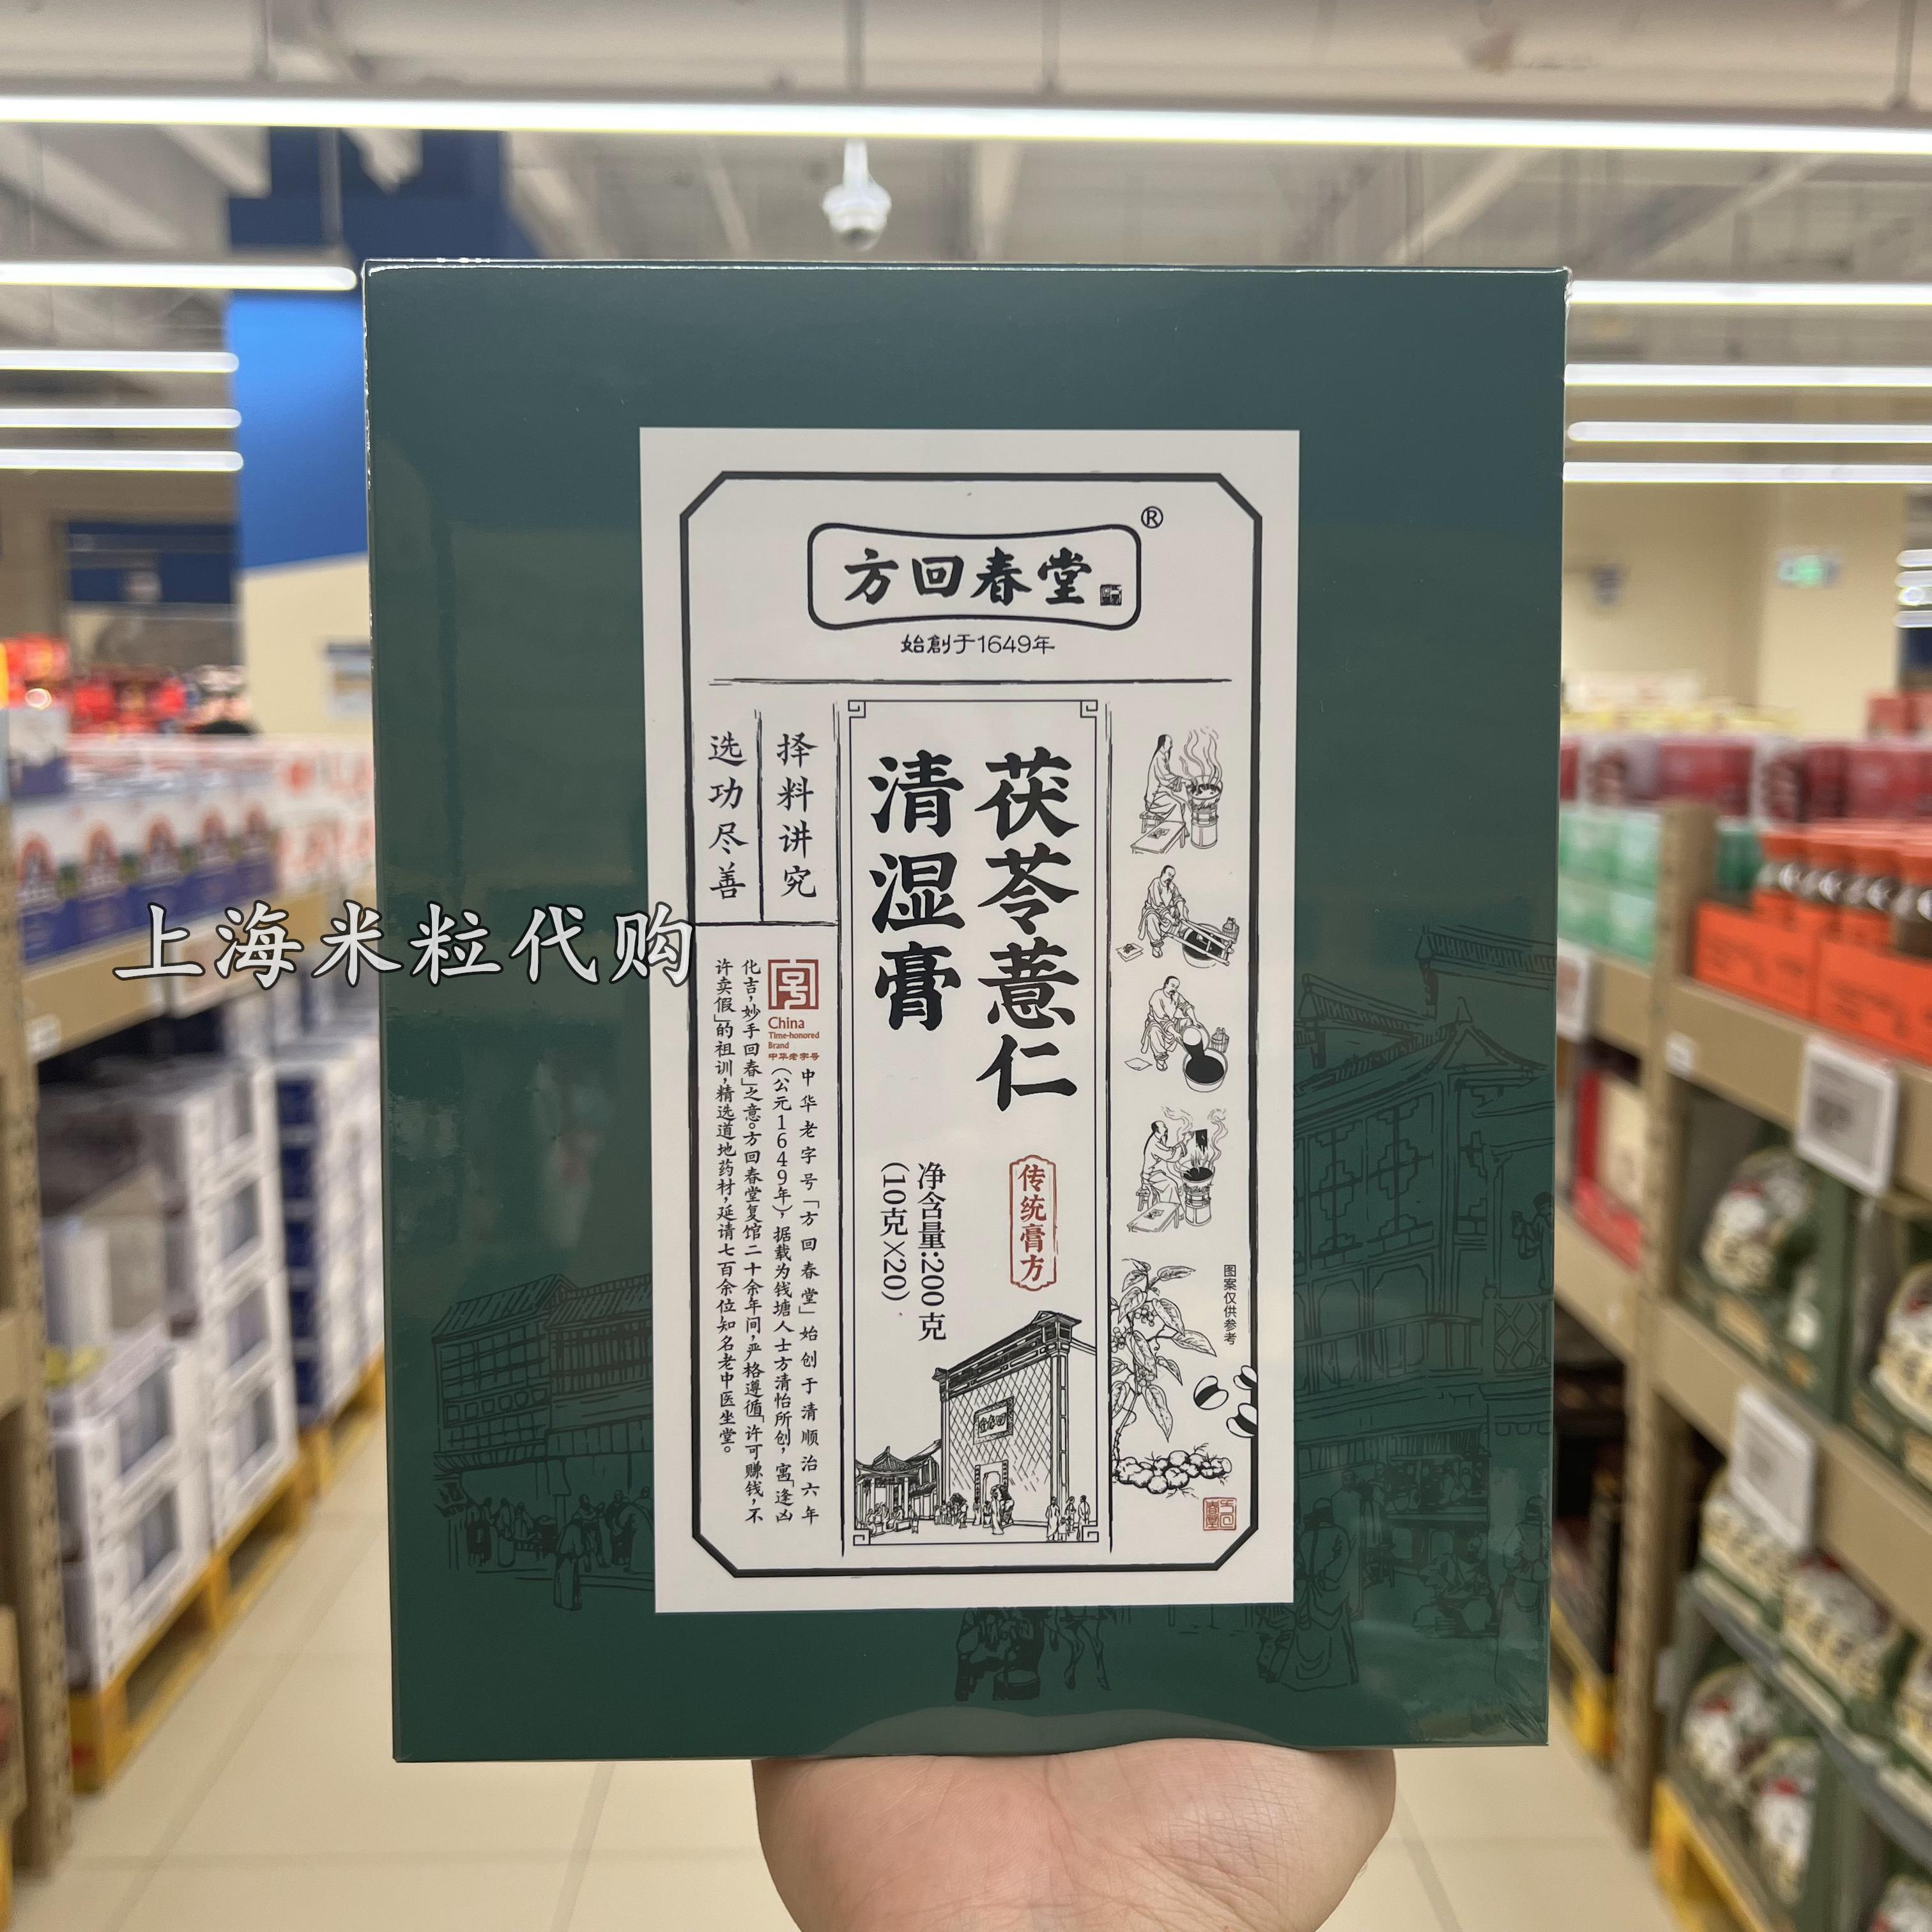 方回春堂
®
始創于1649年
茯苓薏仁
清湿膏
传统膏方
净含量:200克
(10克×20)
择料讲究
选功尽善
China
Time-honored
Brand
中华老字号
中华老字号「方回春堂」始创于清顺治六年
(公元1649年),据载为钱塘人士方清怡所创,寓「逢凶
化吉,妙手回春」之意。方回春堂复馆二十余年间,严格遵循「许可赚钱,不
许卖假」的祖训,精选道地药材,延请七百余位知名老中医坐堂。
图案仅供参考
上海米粒代购